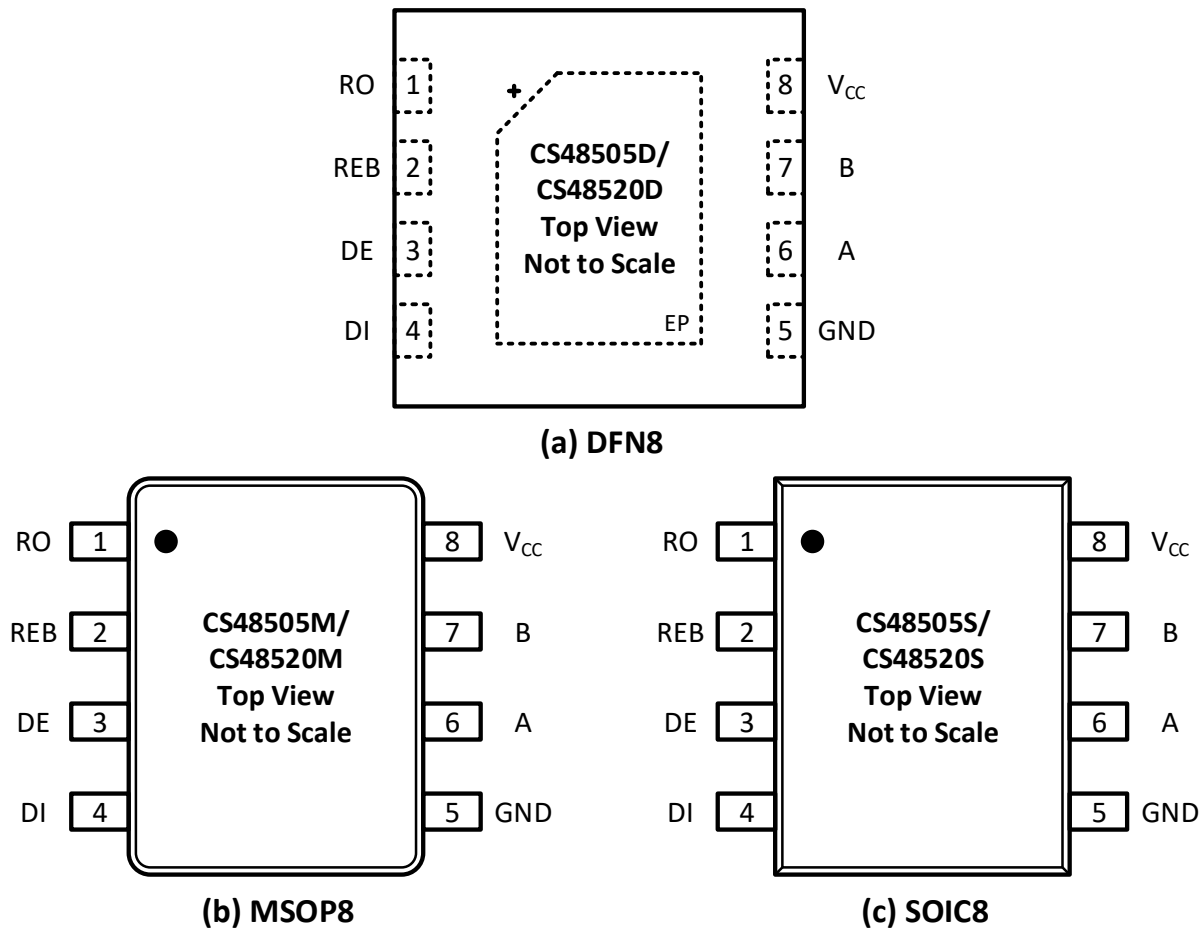 RO 1 8 VCC
REB 2 7 B
DE 3 6 A
DI 4 5 GND
CS48505D/
CS48520D
Top View
Not to Scale
EP
(a) DFN8
RO 1 8 VCC
REB 2 7 B
DE 3 6 A
DI 4 5 GND
CS48505M/
CS48520M
Top View
Not to Scale
(b) MSOP8
RO 1 8 VCC
REB 2 7 B
DE 3 6 A
DI 4 5 GND
CS48505S/
CS48520S
Top View
Not to Scale
(c) SOIC8